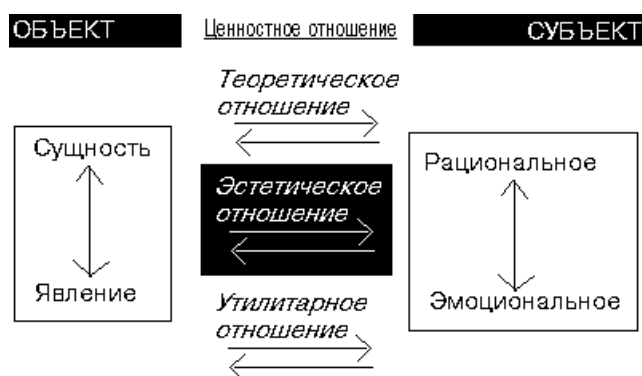 ОБЪЕКТ
Ценностное отношение
СУБЪЕКТ
Теоретическое
отношение
Сущность
Явление
Эстетическое
отношение
Рациональное
Эмоциональное
Утилитарное
отношение